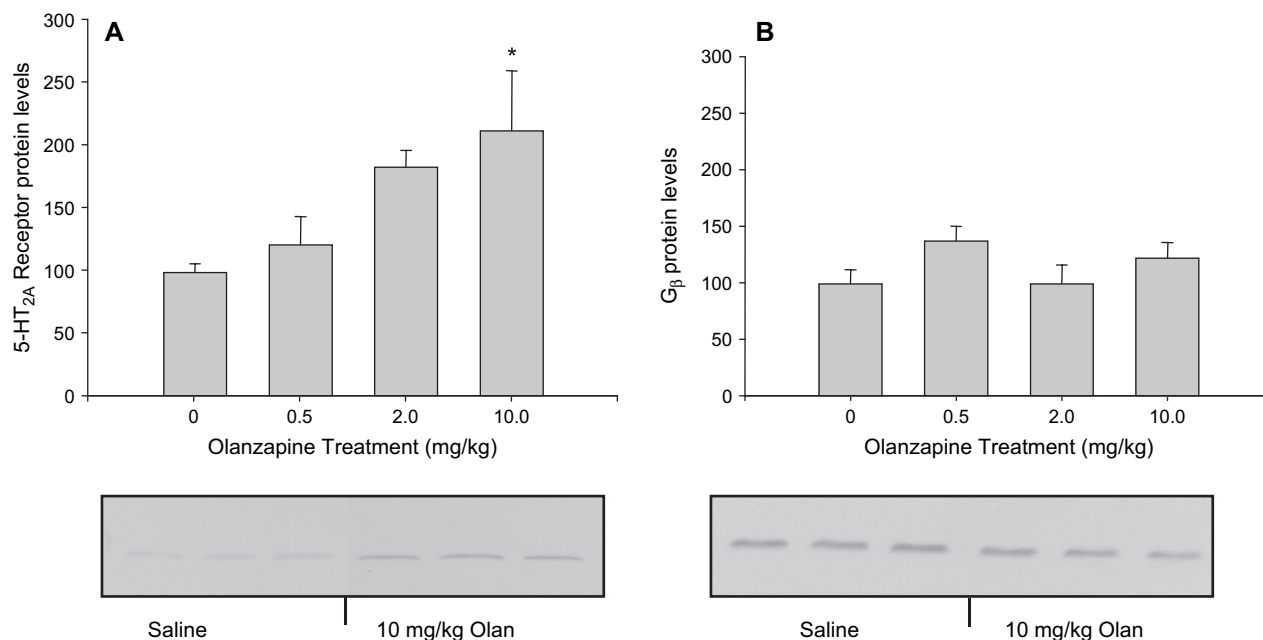 A
5-HT2A Receptor protein levels
300
250
200
150
100
50
0
*
0 0.5 2.0 10.0
Olanzapine Treatment (mg/kg)
Saline 10 mg/kg Olan
B
Gβ protein levels
300
250
200
150
100
50
0
0 0.5 2.0 10.0
Olanzapine Treatment (mg/kg)
Saline 10 mg/kg Olan